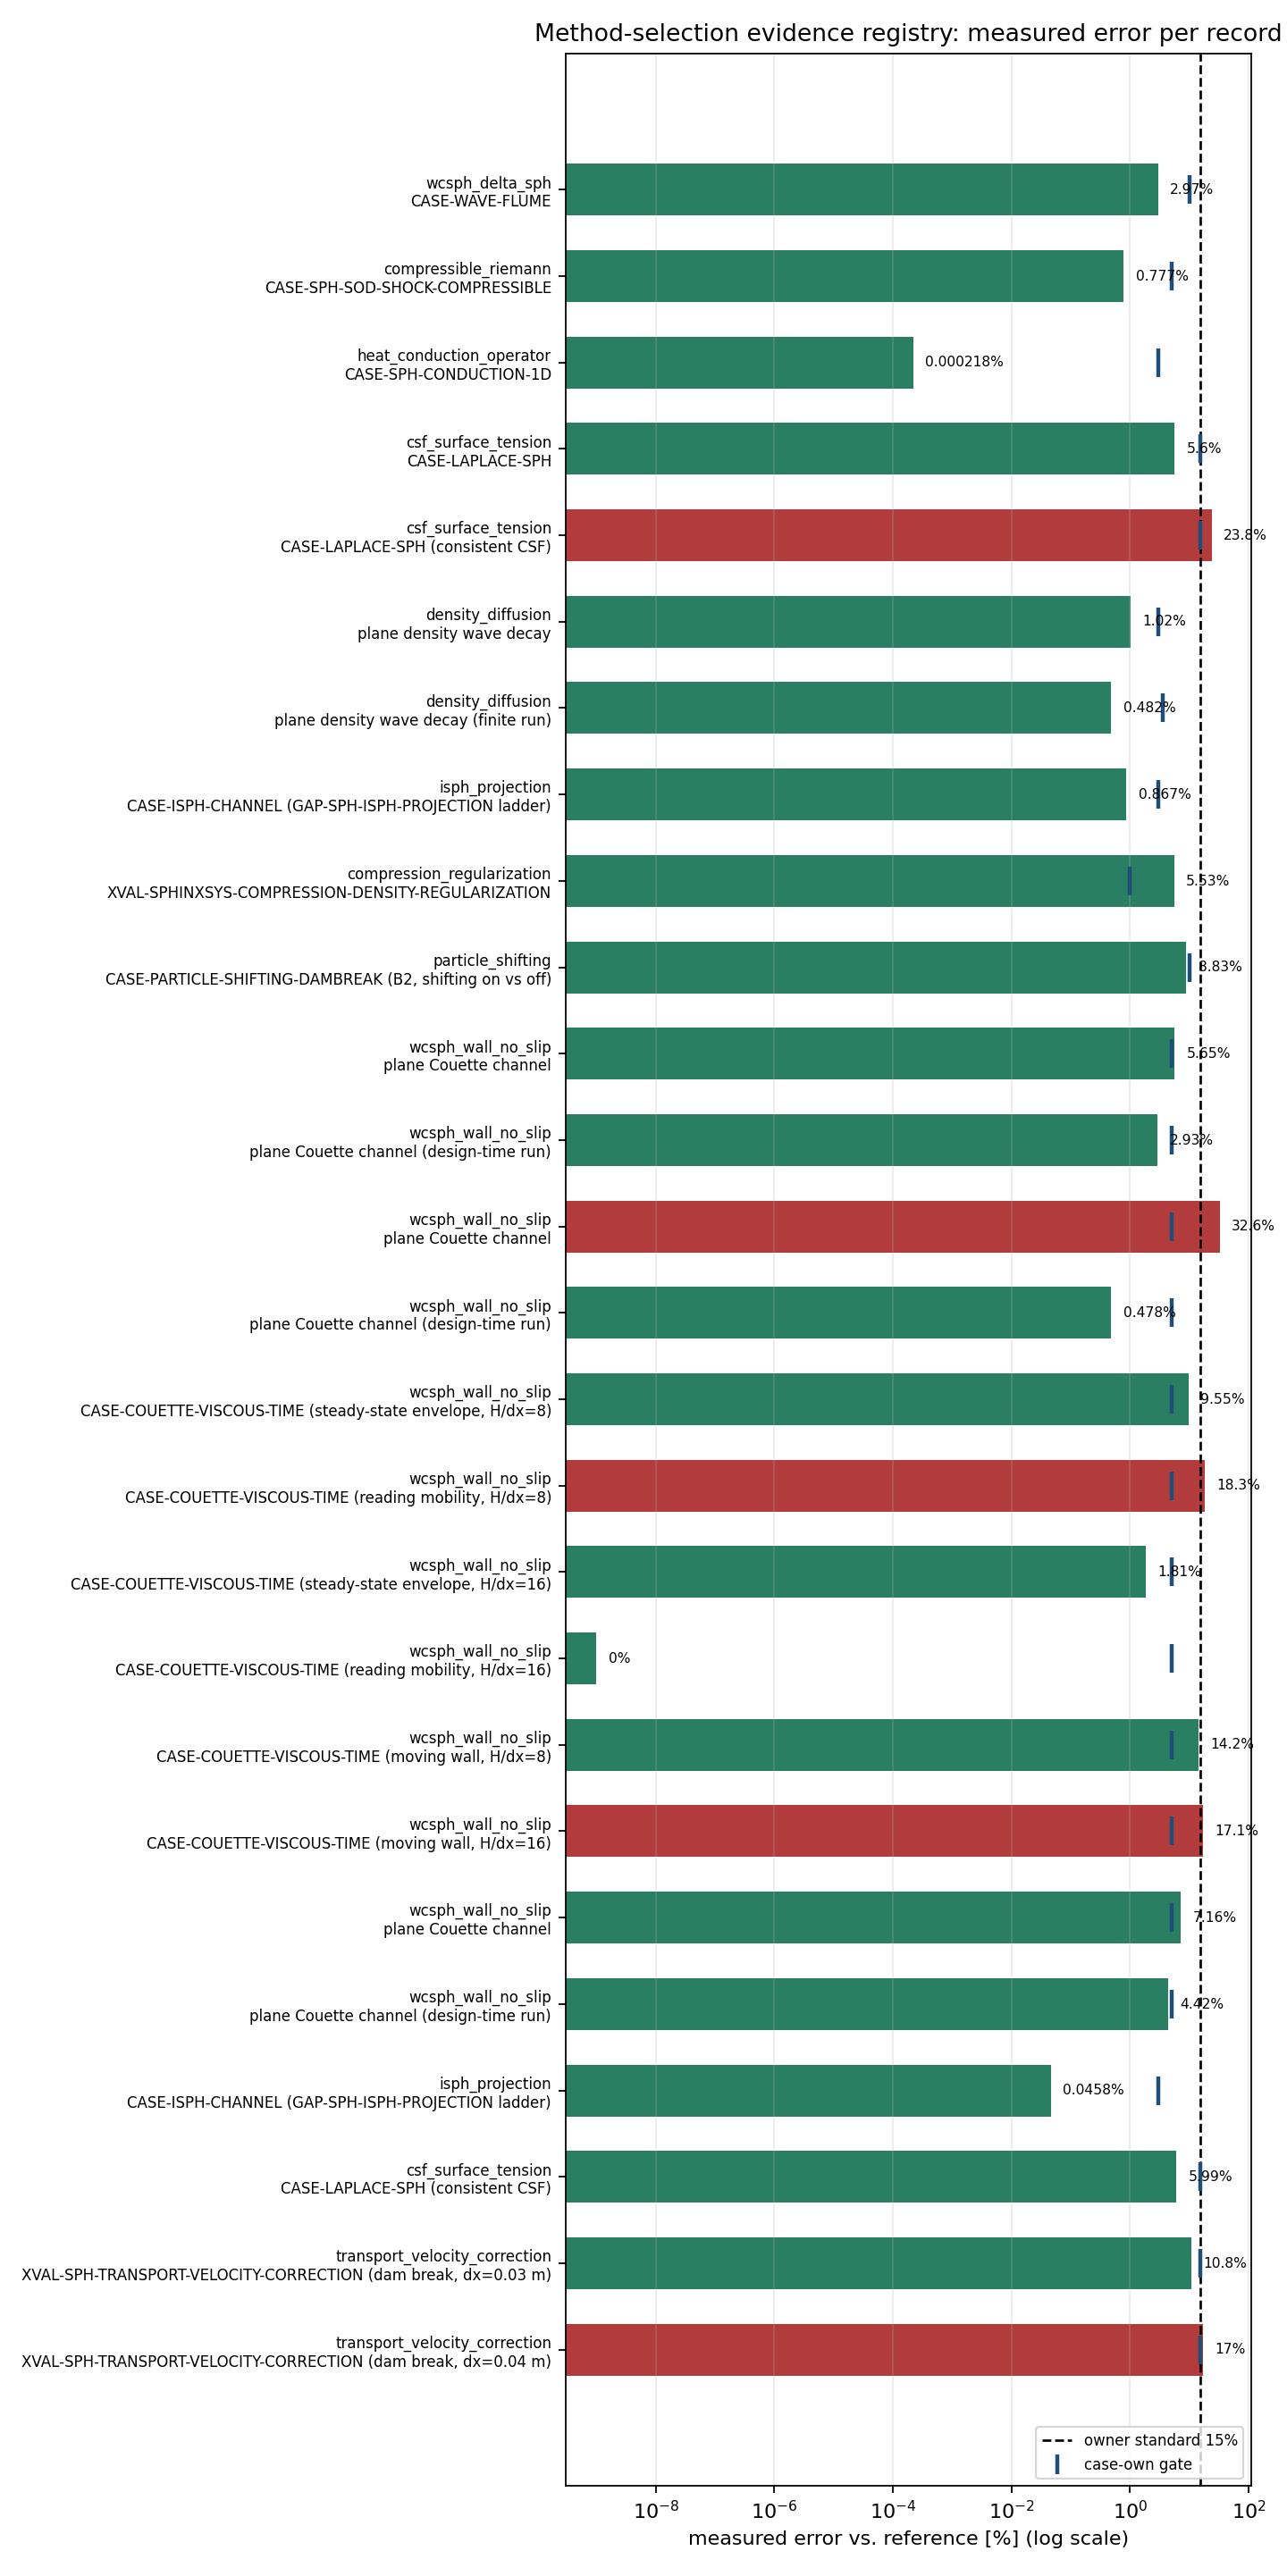 Method-selection evidence registry: measured error per record
wcsph_delta_sph
CASE-WAVE-FLUME
2.97%
compressible_riemann
CASE-SPH-SOD-SHOCK-COMPRESSIBLE
0.777%
heat_conduction_operator
CASE-SPH-CONDUCTION-1D
0.000218%
csf_surface_tension
CASE-LAPLACE-SPH
5.6%
csf_surface_tension
CASE-LAPLACE-SPH (consistent CSF)
23.8%
density_diffusion
plane density wave decay
1.02%
density_diffusion
plane density wave decay (finite run)
0.482%
isph_projection
CASE-ISPH-CHANNEL (GAP-SPH-ISPH-PROJECTION ladder)
0.867%
compression_regularization
XVAL-SPHINXSYS-COMPRESSION-DENSITY-REGULARIZATION
5.53%
particle_shifting
CASE-PARTICLE-SHIFTING-DAMBREAK (B2, shifting on vs off)
8.83%
wcsph_wall_no_slip
plane Couette channel
5.65%
wcsph_wall_no_slip
plane Couette channel (design-time run)
2.93%
wcsph_wall_no_slip
plane Couette channel
32.6%
wcsph_wall_no_slip
plane Couette channel (design-time run)
0.478%
wcsph_wall_no_slip
CASE-COUETTE-VISCOUS-TIME (steady-state envelope, H/dx=8)
9.55%
wcsph_wall_no_slip
CASE-COUETTE-VISCOUS-TIME (reading mobility, H/dx=8)
18.3%
wcsph_wall_no_slip
CASE-COUETTE-VISCOUS-TIME (steady-state envelope, H/dx=16)
1.81%
wcsph_wall_no_slip
CASE-COUETTE-VISCOUS-TIME (reading mobility, H/dx=16)
0%
wcsph_wall_no_slip
CASE-COUETTE-VISCOUS-TIME (moving wall, H/dx=8)
14.2%
wcsph_wall_no_slip
CASE-COUETTE-VISCOUS-TIME (moving wall, H/dx=16)
17.1%
wcsph_wall_no_slip
plane Couette channel
7.16%
wcsph_wall_no_slip
plane Couette channel (design-time run)
4.42%
isph_projection
CASE-ISPH-CHANNEL (GAP-SPH-ISPH-PROJECTION ladder)
0.0458%
csf_surface_tension
CASE-LAPLACE-SPH (consistent CSF)
5.99%
transport_velocity_correction
XVAL-SPH-TRANSPORT-VELOCITY-CORRECTION (dam break, dx=0.03 m)
10.8%
transport_velocity_correction
XVAL-SPH-TRANSPORT-VELOCITY-CORRECTION (dam break, dx=0.04 m)
17%
owner standard 15%
case-own gate
10⁻⁸ 10⁻⁶ 10⁻⁴ 10⁻² 10⁰ 10²
measured error vs. reference [%] (log scale)